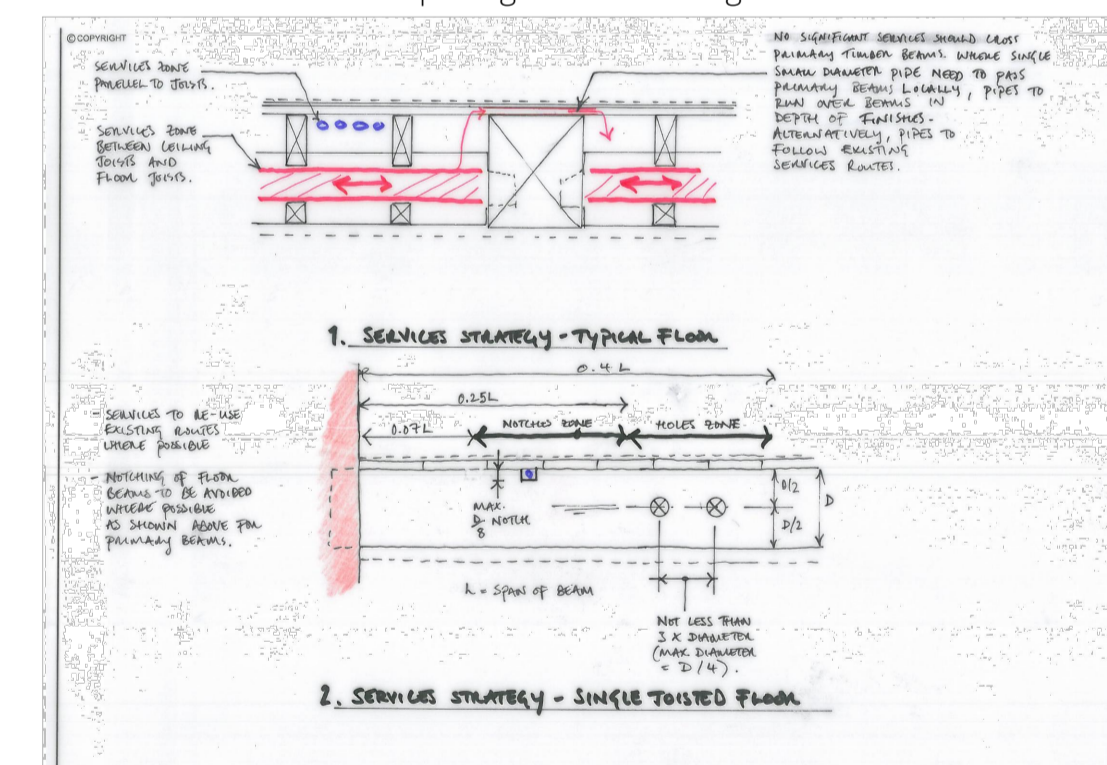 © COPYRIGHT
SERVICES ZONE
PARALLEL TO JOISTS.
SERVICES ZONE
BETWEEN CEILING
JOISTS AND
FLOOR JOISTS.
NO SIGNIFICANT SERVICES SHOULD CROSS
PRIMARY TIMBER BEAMS. WHERE SINGLE
SMALL DIAMETER PIPE NEED TO PASS
PRIMARY BEAMS LOCALLY, PIPES TO
RUN OVER BEAMS IN
DEPTH OF FINISHES.
ALTERNATIVELY, PIPES TO
FOLLOW EXISTING
SERVICES ROUTES.
1. SERVICES STRATEGY - TYPICAL FLOOR
0.4 L
0.25L
0.07L
NOTCHED ZONE
HOLES ZONE
- SERVICES TO RE-USE
EXISTING ROUTES
WHERE POSSIBLE
- NOTCHING OF FLOOR
BEAMS TO BE AVOIDED
WHERE POSSIBLE
AS SHOWN ABOVE FOR
PRIMARY BEAMS.
MAX.
D NOTCH
8
D/2
D
D/2
L = SPAN OF BEAM
NOT LESS THAN
3 X DIAMETER
(MAX. DIAMETER
= D/4).
2. SERVICES STRATEGY - SINGLE JOISTED FLOOR